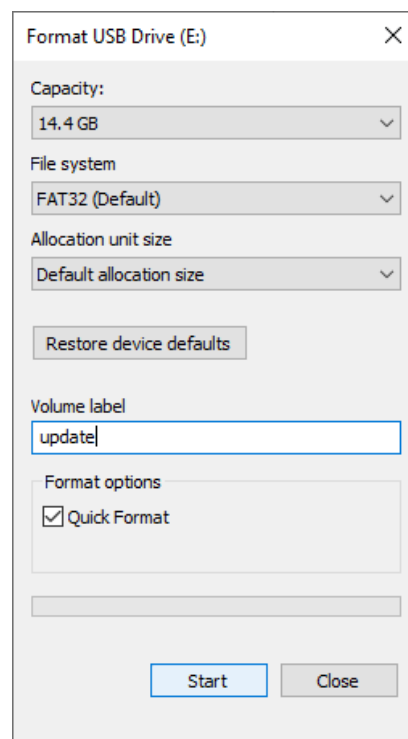 Format USB Drive (E:)
Capacity:
14.4 GB
File system
FAT32 (Default)
Allocation unit size
Default allocation size
Restore device defaults
Volume label
update
Format options
Quick Format
Start Close